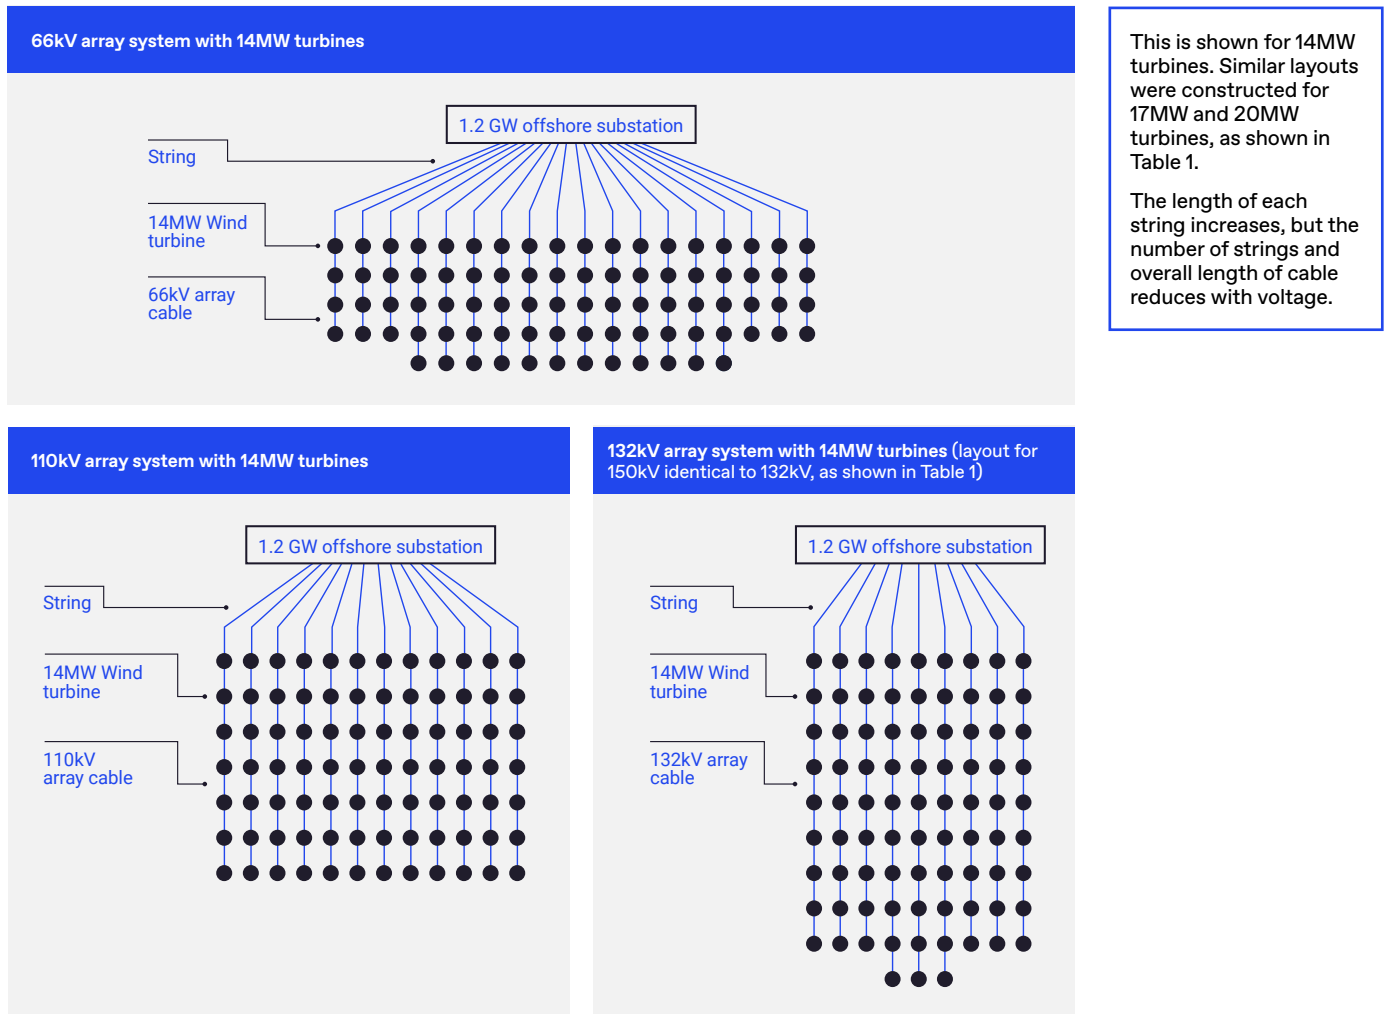 66kV array system with 14MW turbines
1.2 GW offshore substation
String
14MW Wind
turbine
66kV array
cable
This is shown for 14MW
turbines. Similar layouts
were constructed for
17MW and 20MW
turbines, as shown in
Table 1.
The length of each
string increases, but the
number of strings and
overall length of cable
reduces with voltage.
110kV array system with 14MW turbines
1.2 GW offshore substation
String
14MW Wind
turbine
110kV
array cable
132kV array system with 14MW turbines (layout for
150kV identical to 132kV, as shown in Table 1)
1.2 GW offshore substation
String
14MW Wind
turbine
132kV array
cable